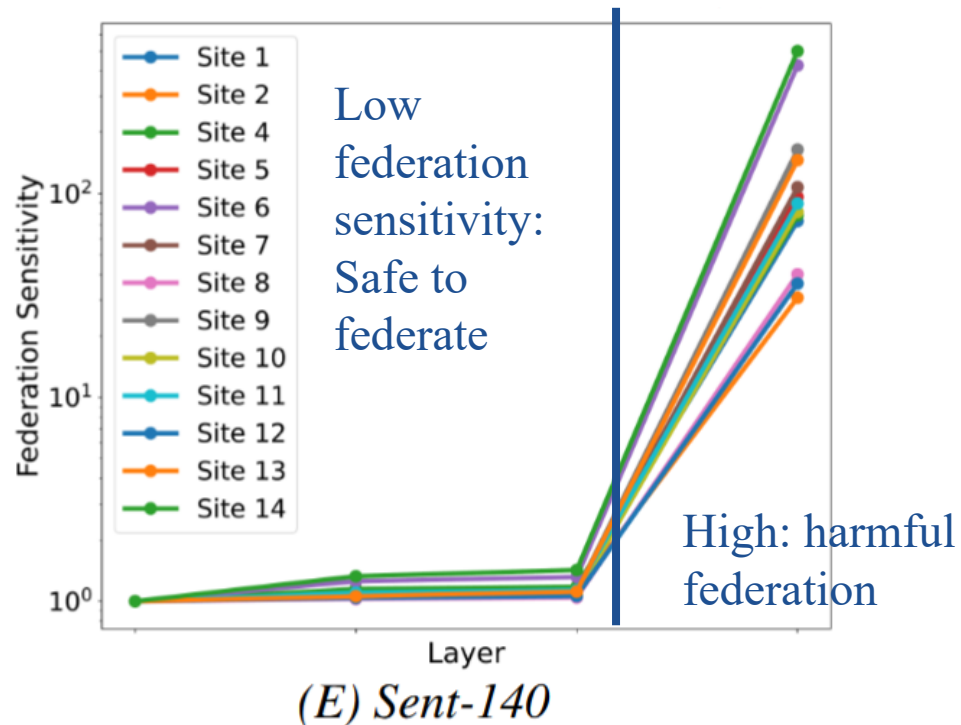 Site 1
Site 2
Site 4
Site 5
Site 6
Site 7
Site 8
Site 9
Site 10
Site 11
Site 12
Site 13
Site 14
Low
federation
sensitivity:
Safe to
federate
High: harmful
federation
Federation Sensitivity
10²
10¹
10⁰
Layer
(E) Sent-140